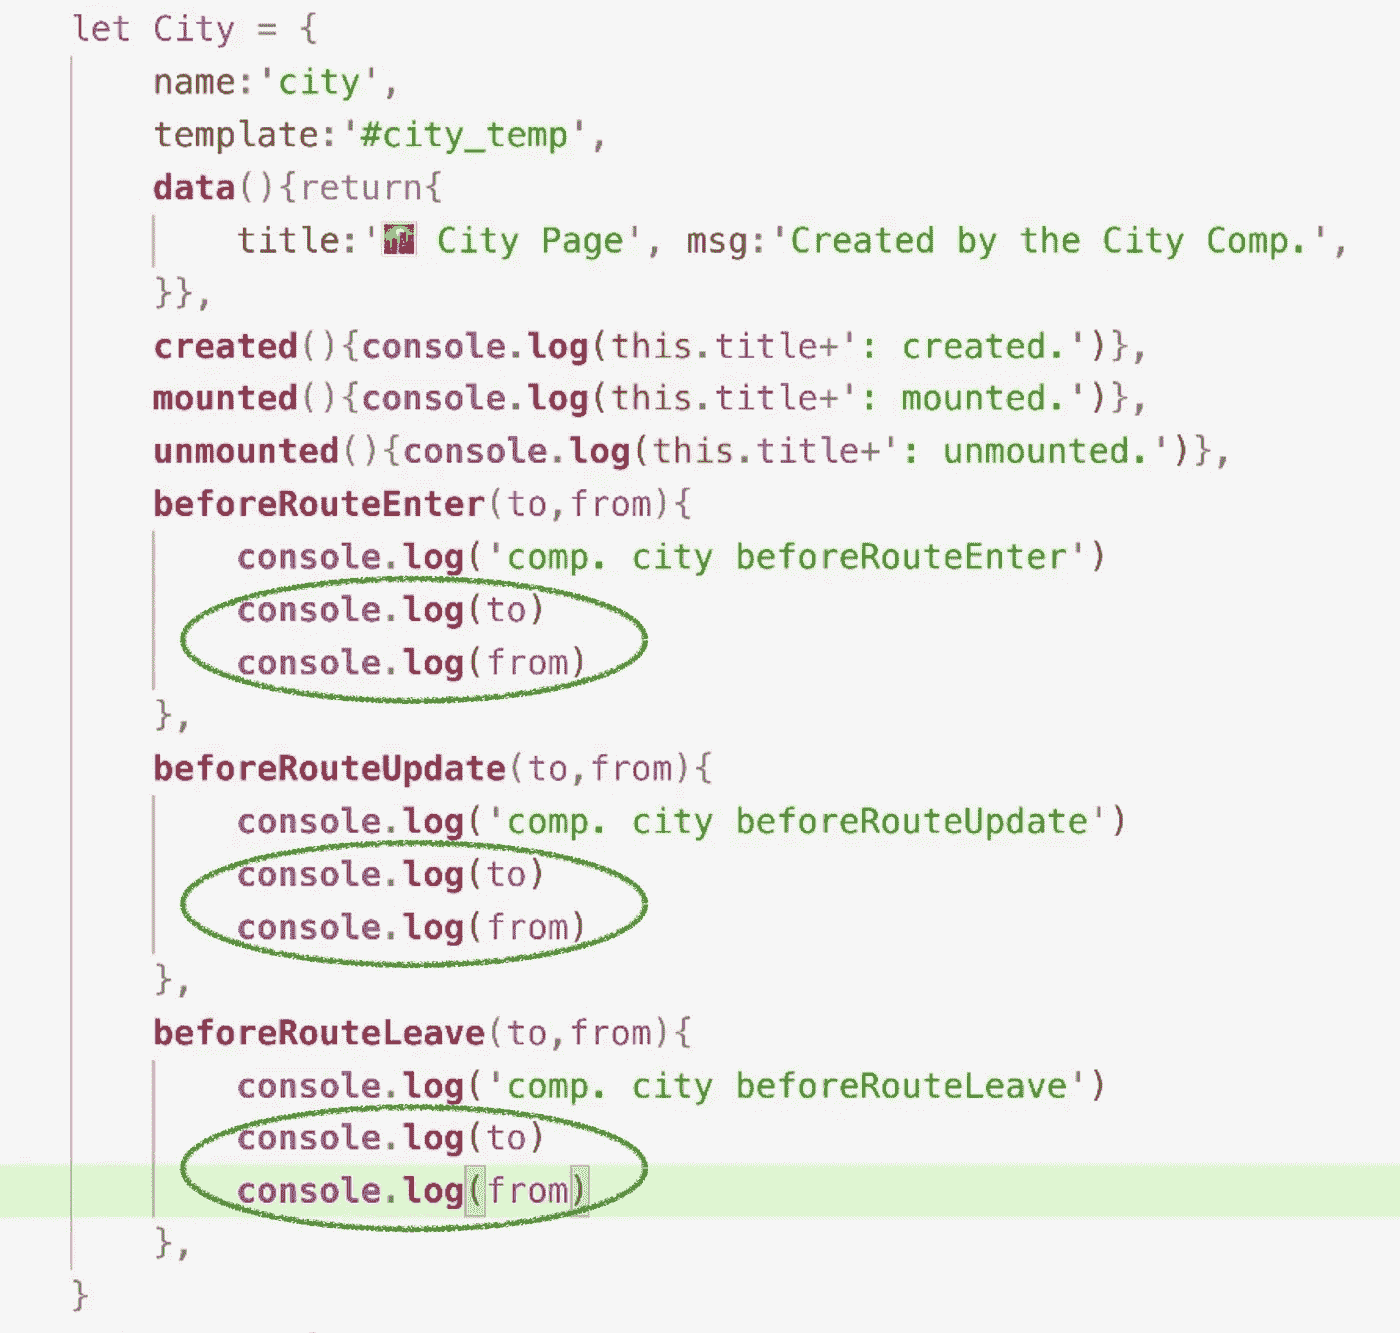 let City = {
name:'city',
template:'#city_temp',
data(){return{
title:'🌇 City Page', msg:'Created by the City Comp.',
}},
created(){console.log(this.title+': created.')},
mounted(){console.log(this.title+': mounted.')},
unmounted(){console.log(this.title+': unmounted.')},
beforeRouteEnter(to,from){
console.log('comp. city beforeRouteEnter')
console.log(to)
console.log(from)
},
beforeRouteUpdate(to,from){
console.log('comp. city beforeRouteUpdate')
console.log(to)
console.log(from)
},
beforeRouteLeave(to,from){
console.log('comp. city beforeRouteLeave')
console.log(to)
console.log(from)
},
}